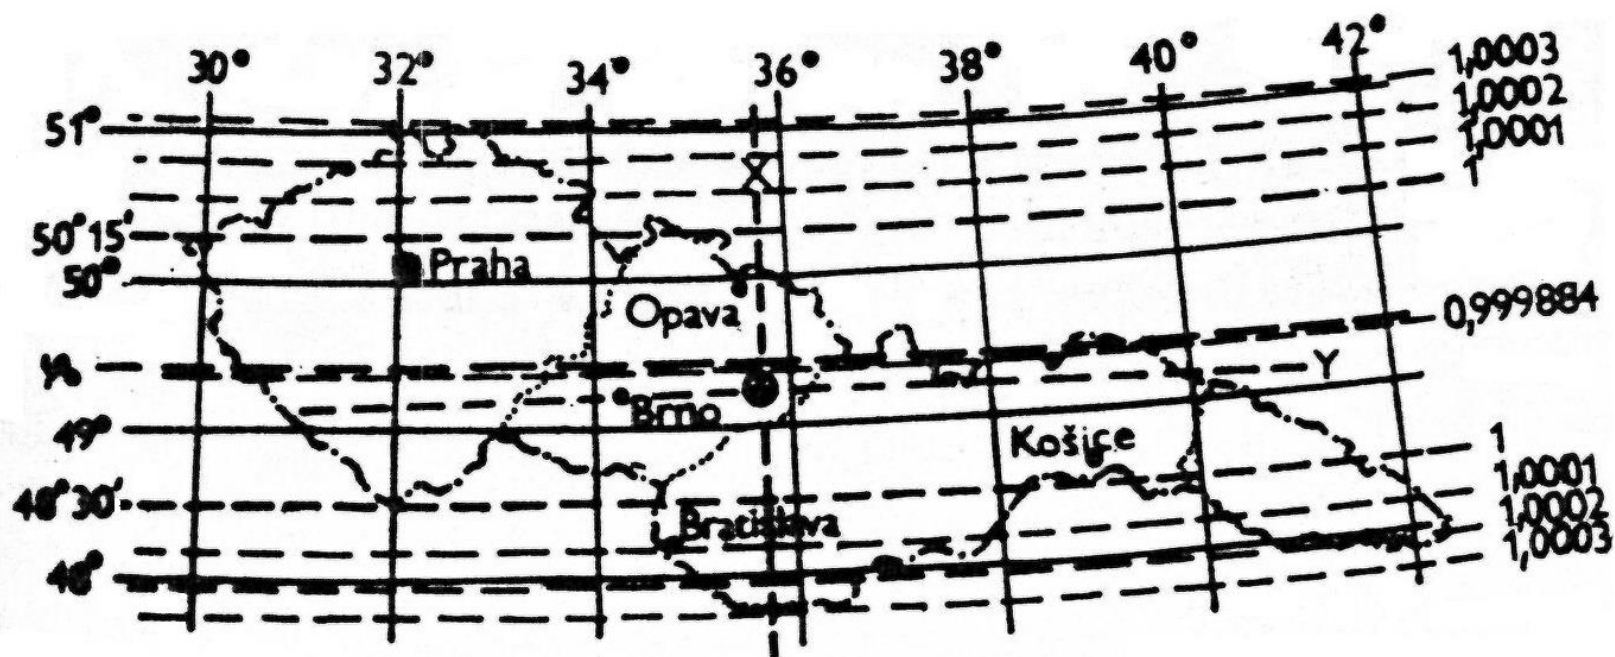 30° 32° 34° 36° 38° 40° 42°
1,0003
1,0002
1,0001
1
51°
X
50°15'
50°
Praha
Opava
0,999884
Y
Brno
49°
Košice
1
1,0001
1,0002
1,0003
48°30'
Bratislava
48°